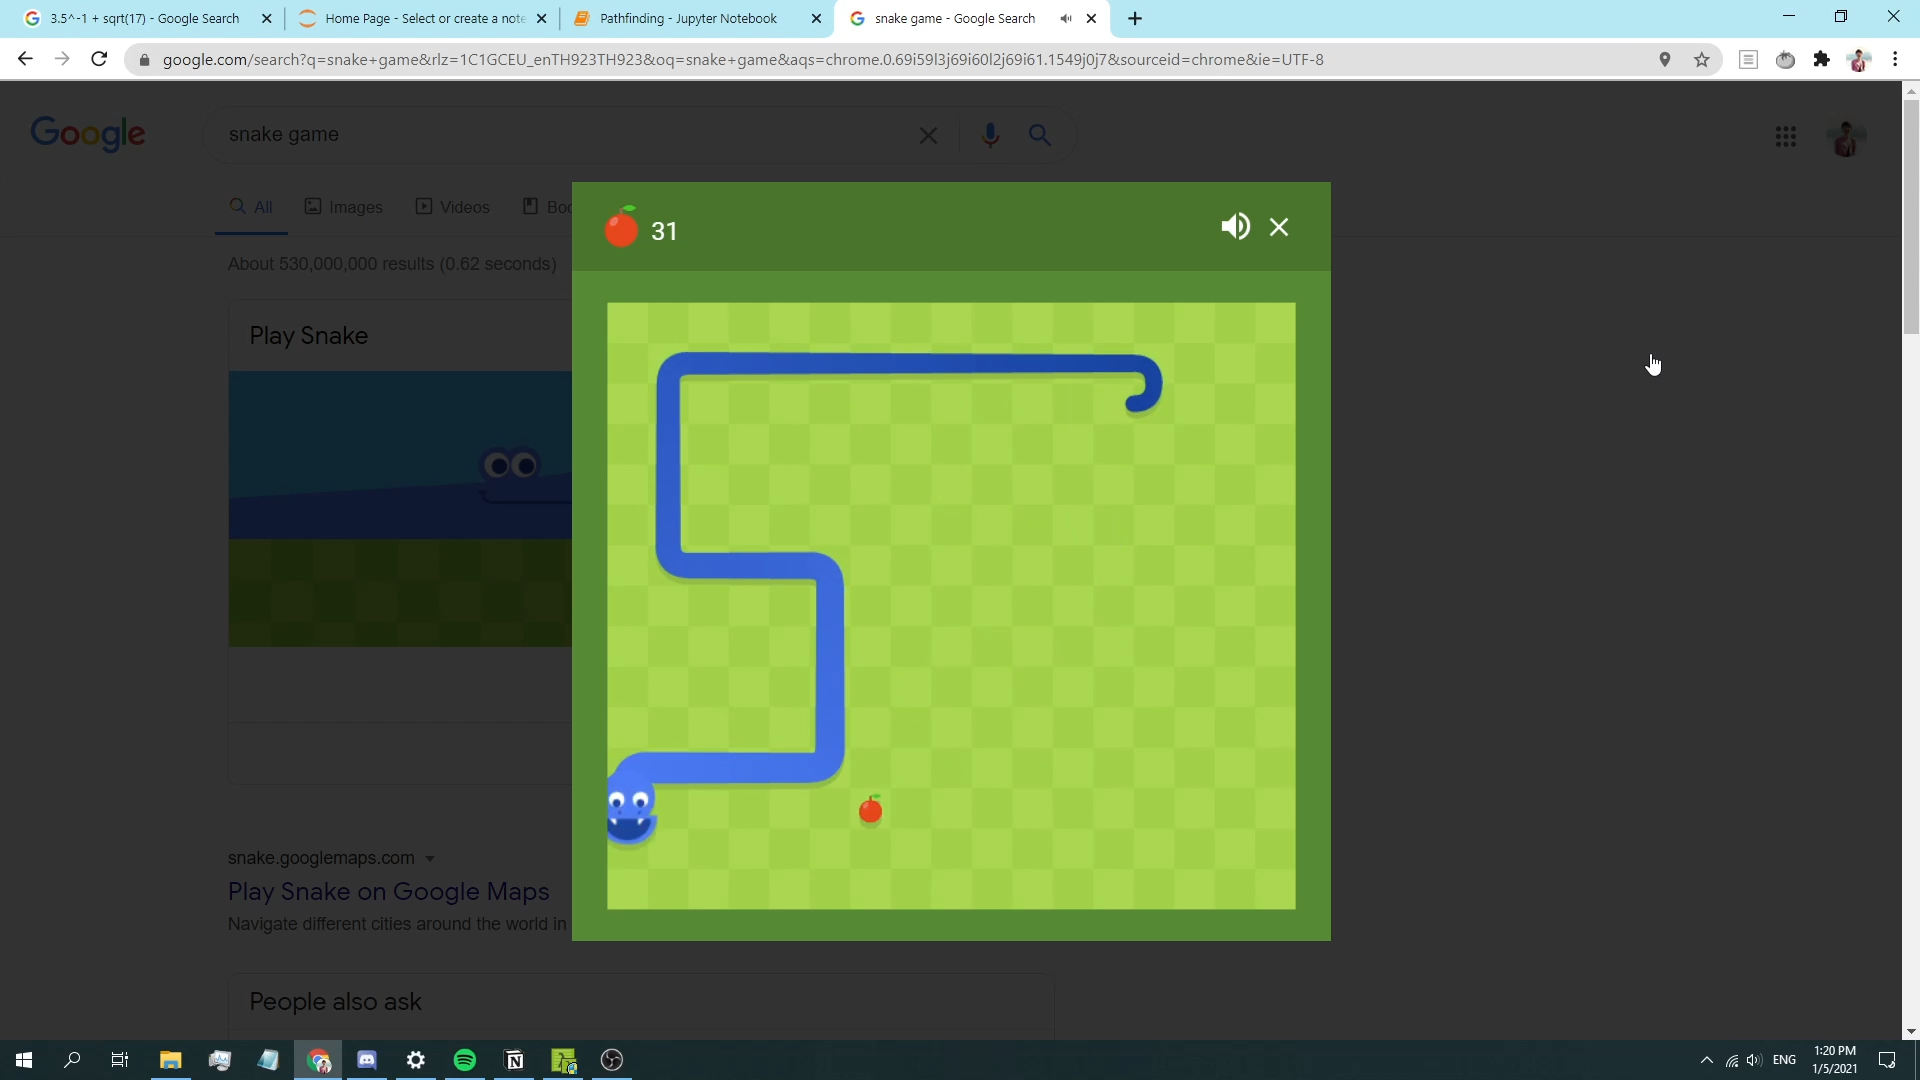 3.5^-1 + sqrt(17) - Google Search
Home Page - Select or create a note
Pathfinding - Jupyter Notebook
snake game - Google Search
google.com/search?q=snake+game&rlz=1C1GCEU_enTH923TH923&oq=snake+game&aqs=chrome.0.69i59l3j69i60l2j69i61.1549j0j7&sourceid=chrome&ie=UTF-8
Google
snake game
All
Images
Videos
Boo
31
About 530,000,000 results (0.62 seconds)
Play Snake
snake.googlemaps.com
Play Snake on Google Maps
Navigate different cities around the world in
People also ask
ENG
1:20 PM
1/5/2021